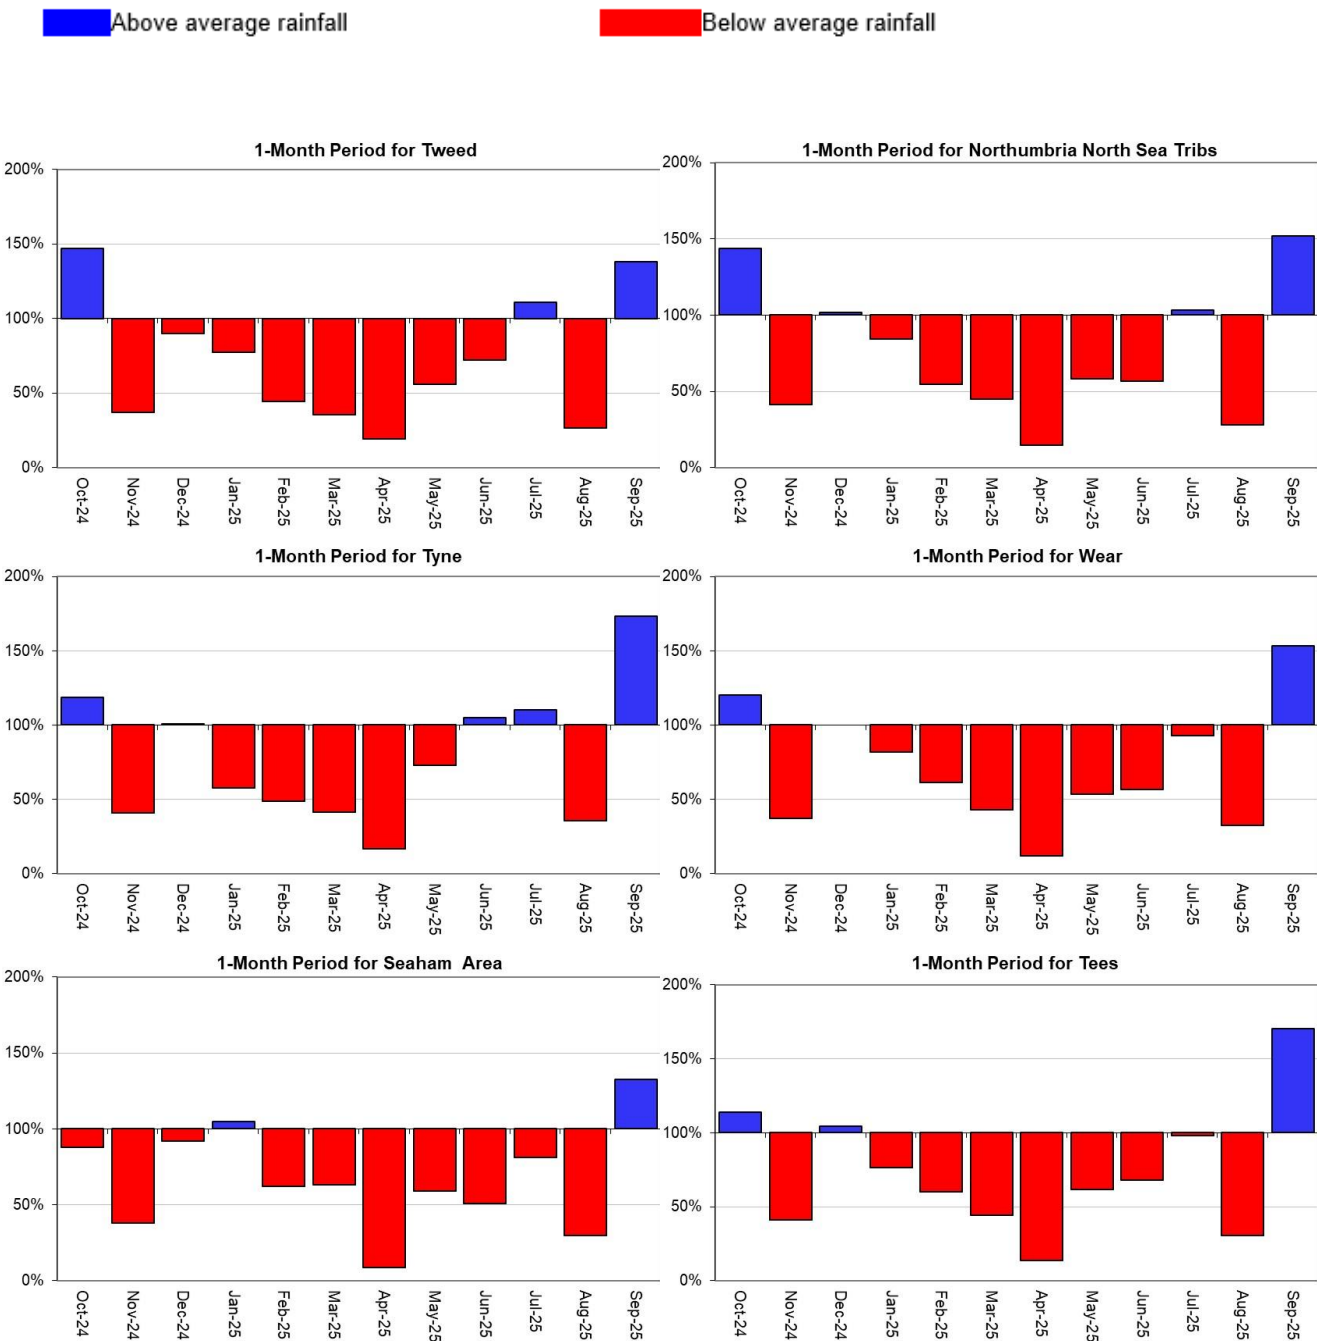 Above average rainfall
Below average rainfall
1-Month Period for Tweed
200%
150%
100%
50%
0%
Oct-24
Nov-24
Dec-24
Jan-25
Feb-25
Mar-25
Apr-25
May-25
Jun-25
Jul-25
Aug-25
Sep-25
1-Month Period for Northumbria North Sea Tribs
200%
150%
100%
50%
0%
Oct-24
Nov-24
Dec-24
Jan-25
Feb-25
Mar-25
Apr-25
May-25
Jun-25
Jul-25
Aug-25
Sep-25
1-Month Period for Tyne
200%
150%
100%
50%
0%
Oct-24
Nov-24
Dec-24
Jan-25
Feb-25
Mar-25
Apr-25
May-25
Jun-25
Jul-25
Aug-25
Sep-25
1-Month Period for Wear
200%
150%
100%
50%
0%
Oct-24
Nov-24
Dec-24
Jan-25
Feb-25
Mar-25
Apr-25
May-25
Jun-25
Jul-25
Aug-25
Sep-25
1-Month Period for Seaham  Area
200%
150%
100%
50%
0%
Oct-24
Nov-24
Dec-24
Jan-25
Feb-25
Mar-25
Apr-25
May-25
Jun-25
Jul-25
Aug-25
Sep-25
1-Month Period for Tees
200%
150%
100%
50%
0%
Oct-24
Nov-24
Dec-24
Jan-25
Feb-25
Mar-25
Apr-25
May-25
Jun-25
Jul-25
Aug-25
Sep-25